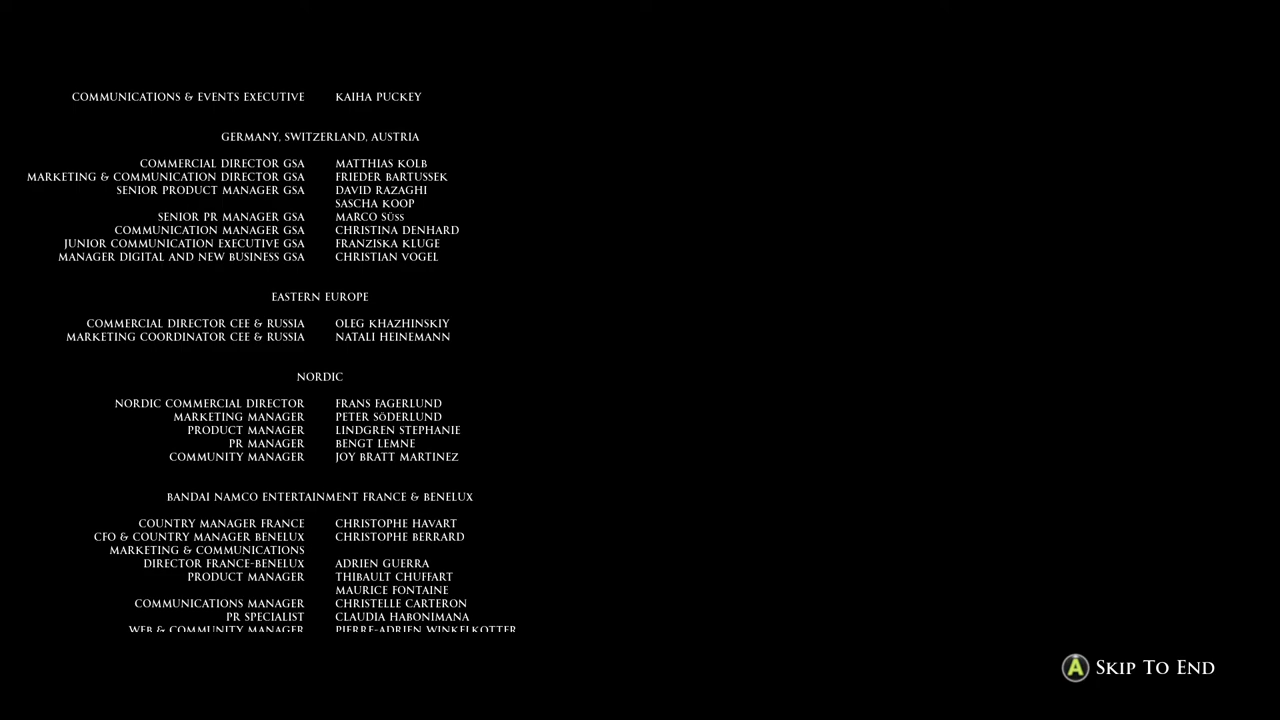 COMMUNICATIONS & EVENTS EXECUTIVE KAIHA PUCKEY
GERMANY, SWITZERLAND, AUSTRIA
COMMERCIAL DIRECTOR GSA MATTHIAS KOLB
MARKETING & COMMUNICATION DIRECTOR GSA FRIEDER BARTUSSEK
SENIOR PRODUCT MANAGER GSA DAVID RAZAGHI
SASCHA KOOP
SENIOR PR MANAGER GSA MARCO SÜSS
COMMUNICATION MANAGER GSA CHRISTINA DENHARD
JUNIOR COMMUNICATION EXECUTIVE GSA FRANZISKA KLUGE
MANAGER DIGITAL AND NEW BUSINESS GSA CHRISTIAN VOGEL
EASTERN EUROPE
COMMERCIAL DIRECTOR CEE & RUSSIA OLEG KHAZHINSKIY
MARKETING COORDINATOR CEE & RUSSIA NATALI HEINEMANN
NORDIC
NORDIC COMMERCIAL DIRECTOR FRANS FAGERLUND
MARKETING MANAGER PETER SÖDERLUND
PRODUCT MANAGER LINDGREN STEPHANIE
PR MANAGER BENGT LEMNE
COMMUNITY MANAGER JOY BRATT MARTINEZ
BANDAI NAMCO ENTERTAINMENT FRANCE & BENELUX
COUNTRY MANAGER FRANCE CHRISTOPHE HAVART
CFO & COUNTRY MANAGER BENELUX CHRISTOPHE BERRARD
MARKETING & COMMUNICATIONS
DIRECTOR FRANCE-BENELUX ADRIEN GUERRA
PRODUCT MANAGER THIBAULT CHUFFART
MAURICE FONTAINE
COMMUNICATIONS MANAGER CHRISTELLE CARTERON
PR SPECIALIST CLAUDIA HABONIMANA
WEB & COMMUNITY MANAGER PIERRE-ADRIEN WINKELKOTTER
A SKIP TO END